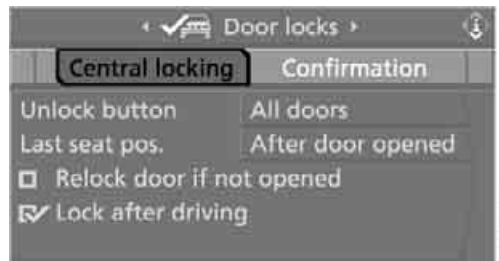 Door locks
Central locking Confirmation
Unlock button All doors
Last seat pos. After door opened
Relock door if not opened
Lock after driving